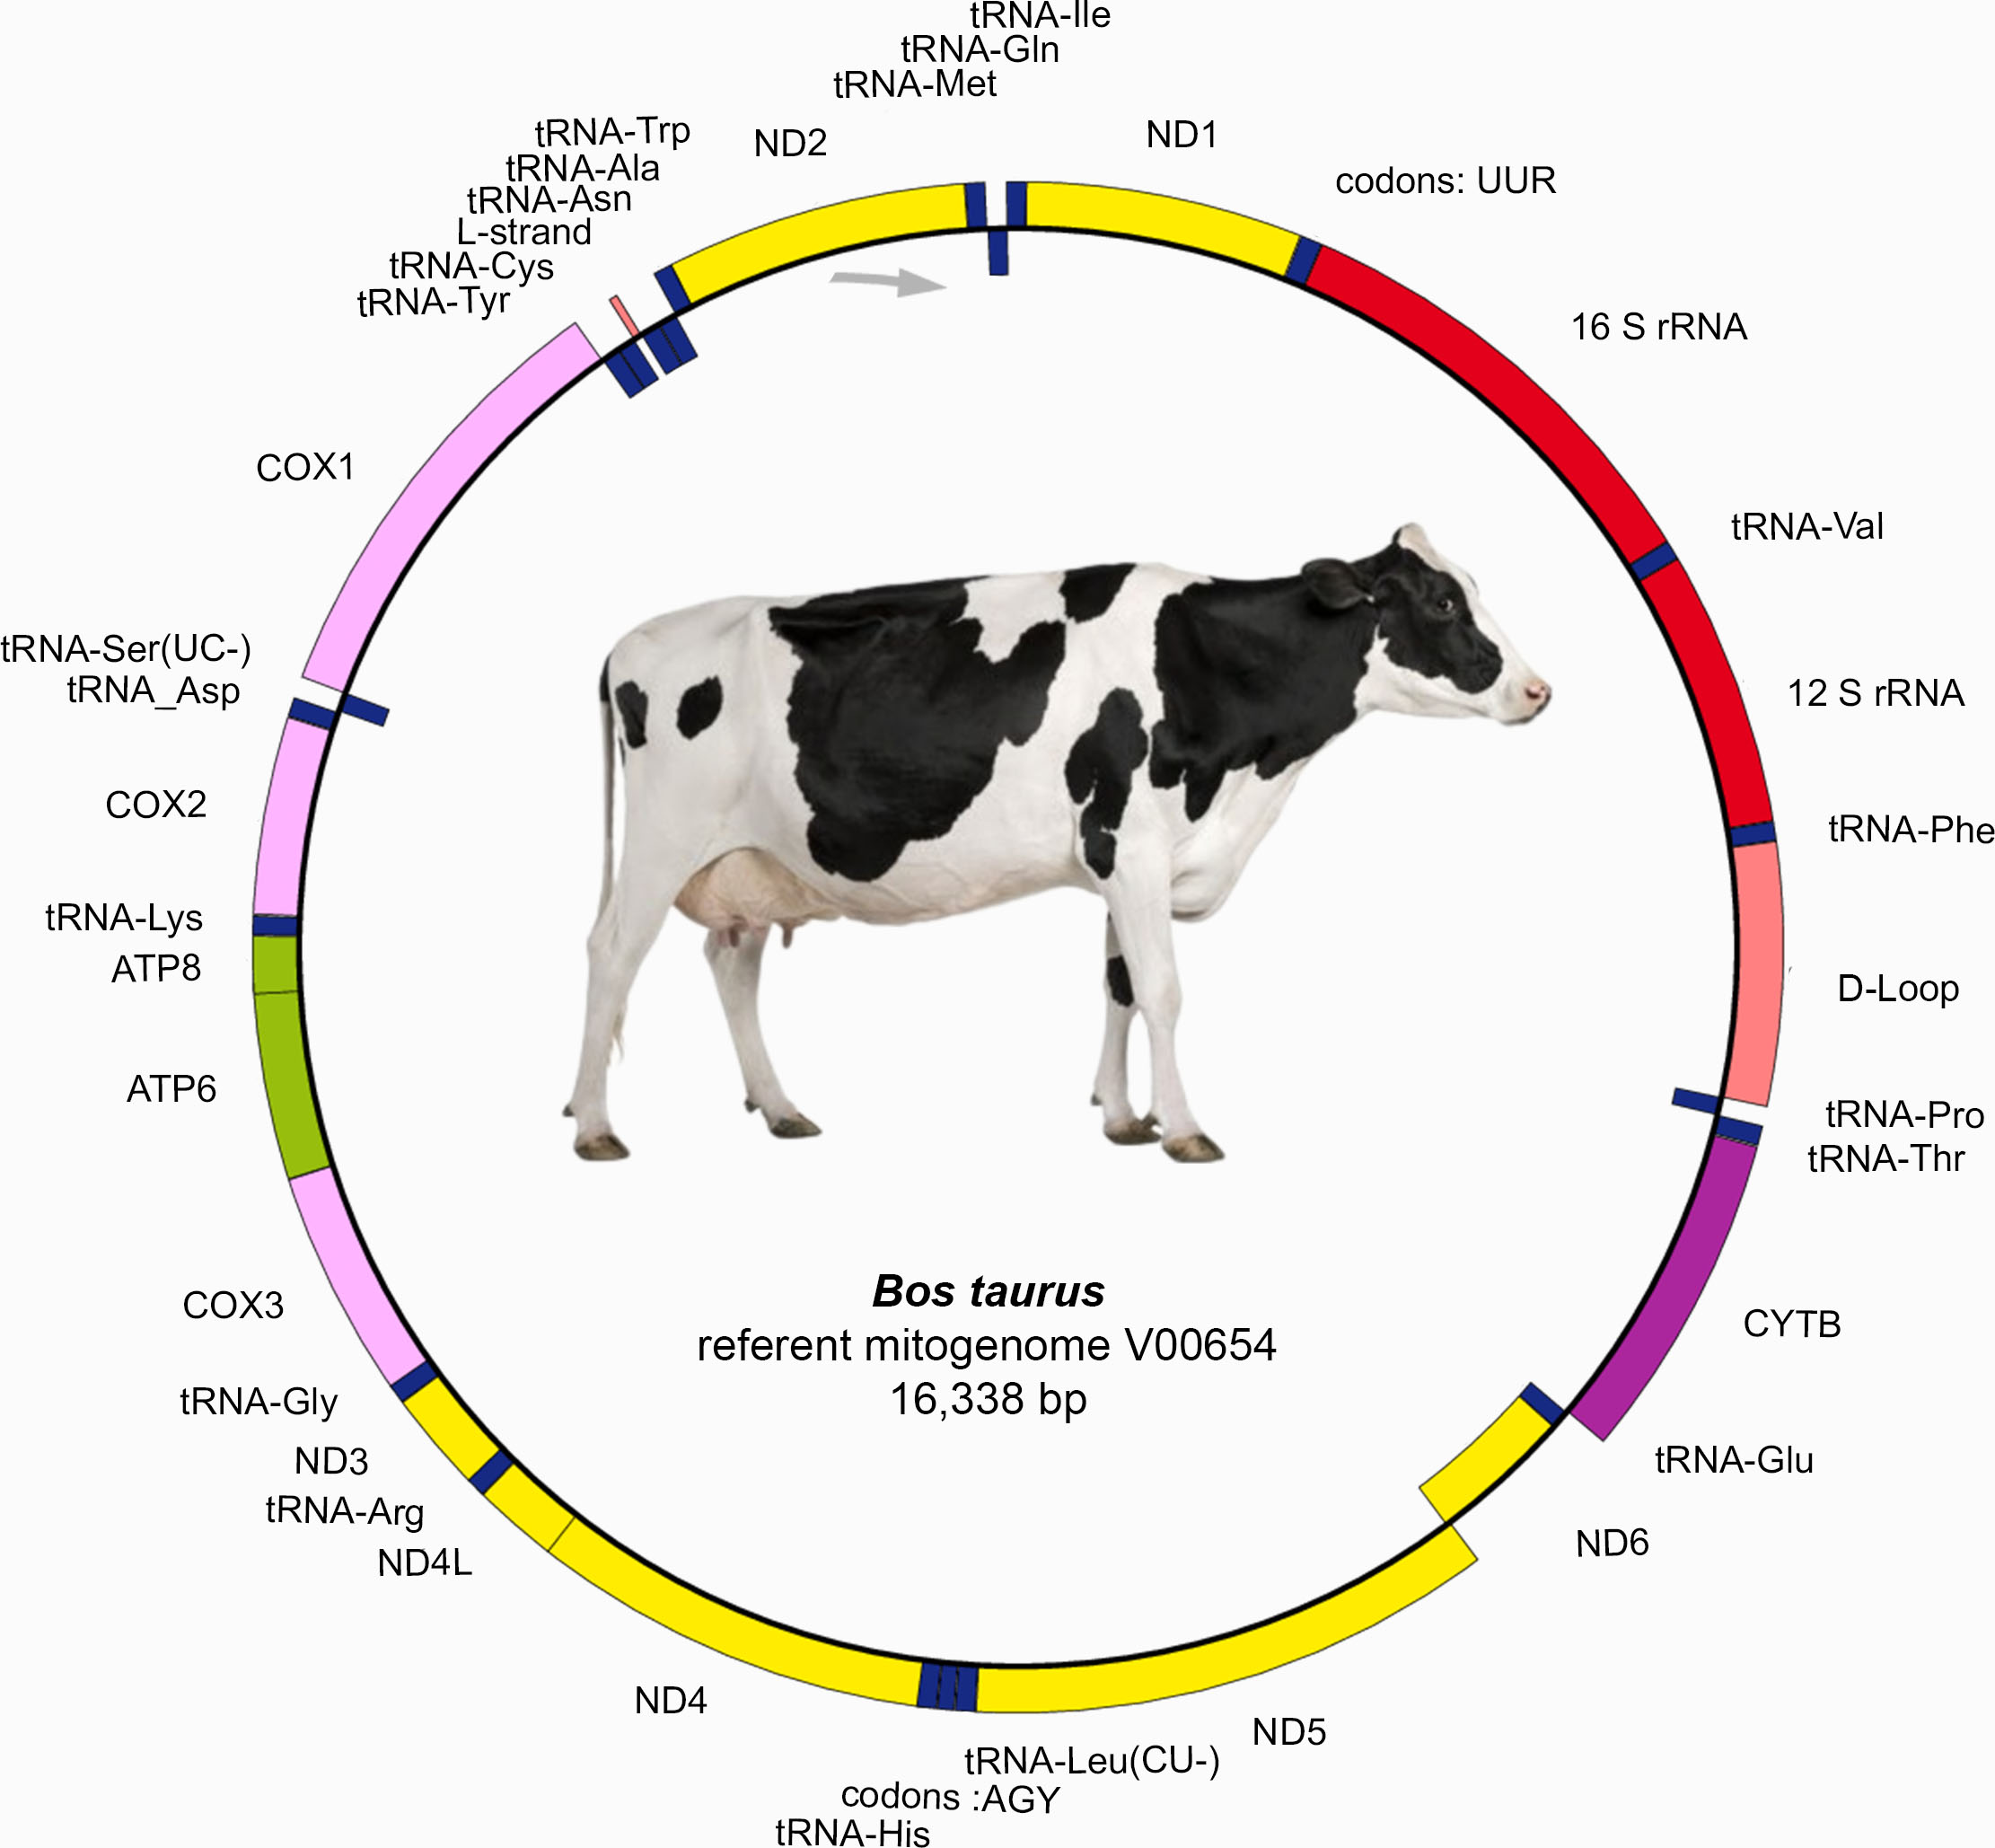 tRNA-Ile
tRNA-Gln
tRNA-Met
ND1
tRNA-Trp
ND2
tRNA-Ala
codons: UUR
tRNA-Asn
L-strand
tRNA-Cys
tRNA-Tyr
16 S rRNA
COX1
tRNA-Val
tRNA-Ser(UC-)
tRNA_Asp
12 S rRNA
COX2
tRNA-Phe
tRNA-Lys
ATP8
D-Loop
ATP6
tRNA-Pro
tRNA-Thr
Bos taurus
referent mitogenome V00654
16,338 bp
COX3
CYTB
tRNA-Gly
ND3
tRNA-Glu
tRNA-Arg
ND6
ND4L
ND4
ND5
tRNA-Leu(CU-)
codons :AGY
tRNA-His